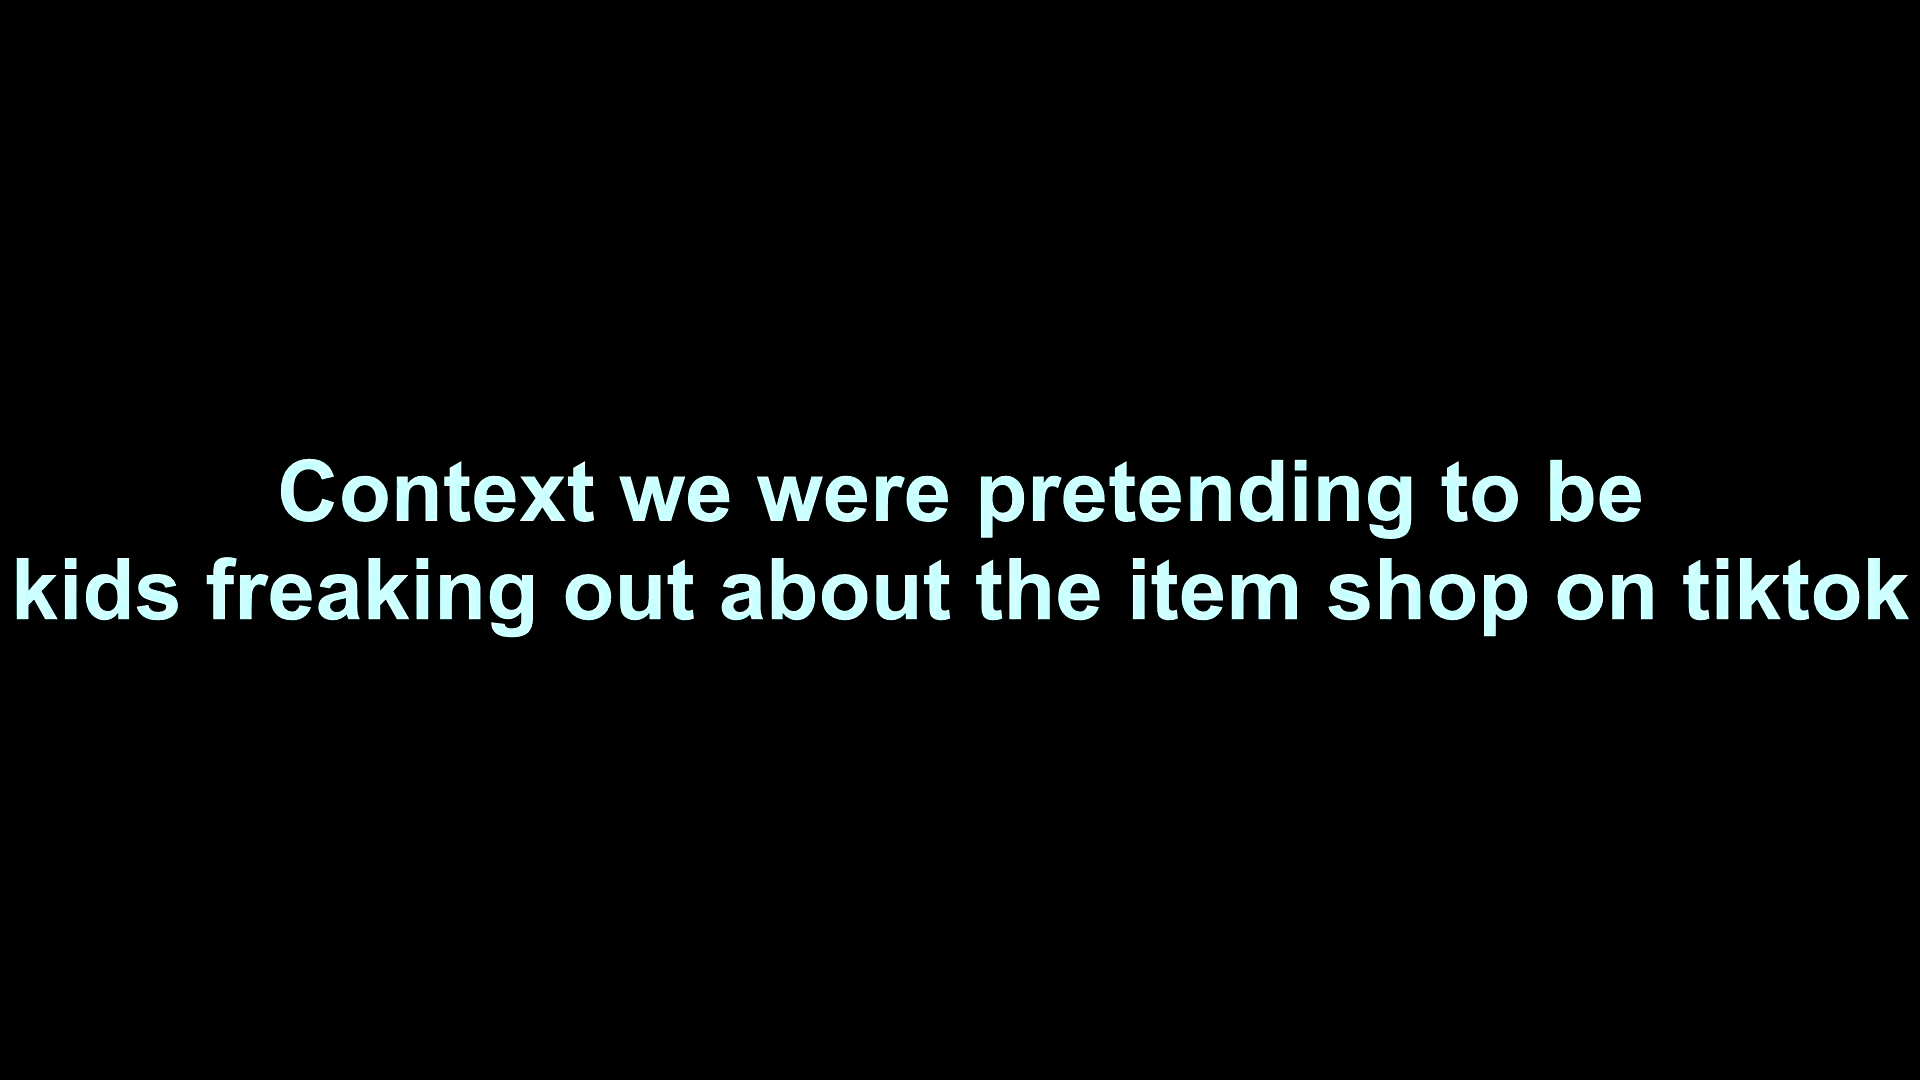 Context we were pretending to be
kids freaking out about the item shop on tiktok